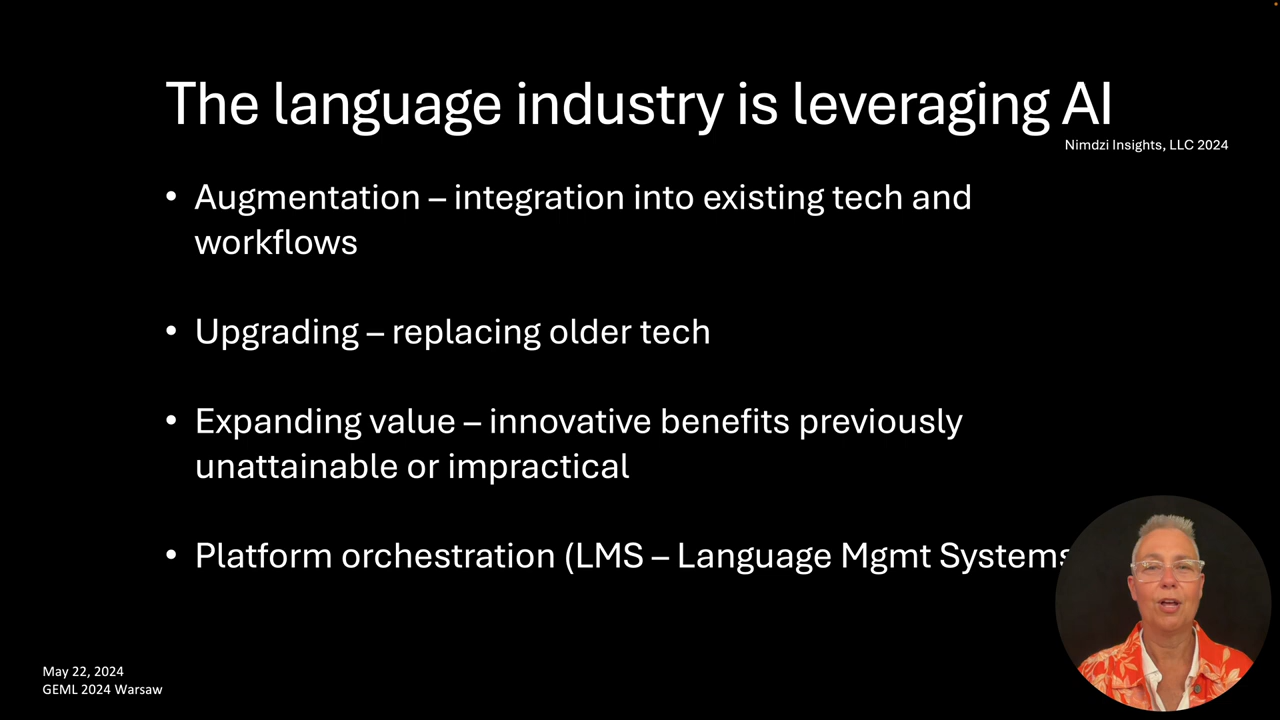 The language industry is leveraging AI
Nimdzi Insights, LLC 2024
• Augmentation – integration into existing tech and
workflows
• Upgrading – replacing older tech
• Expanding value – innovative benefits previously
unattainable or impractical
• Platform orchestration (LMS – Language Mgmt Systems
May 22, 2024
GEML 2024 Warsaw